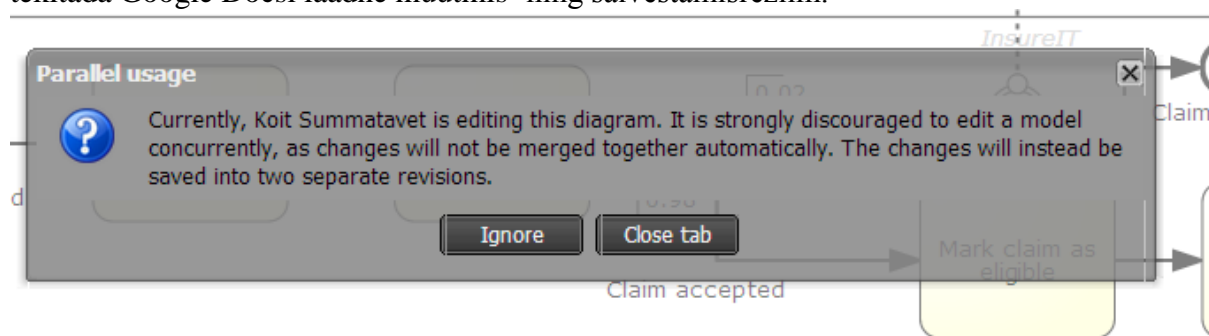 InsureIT
Parallel usage
0.02
Claim
Currently, Koit Summatavet is editing this diagram. It is strongly discouraged to edit a model
concurrently, as changes will not be merged together automatically. The changes will instead be
saved into two separate revisions.
d
Ignore
Close tab
Mark claim as
eligible
Claim accepted